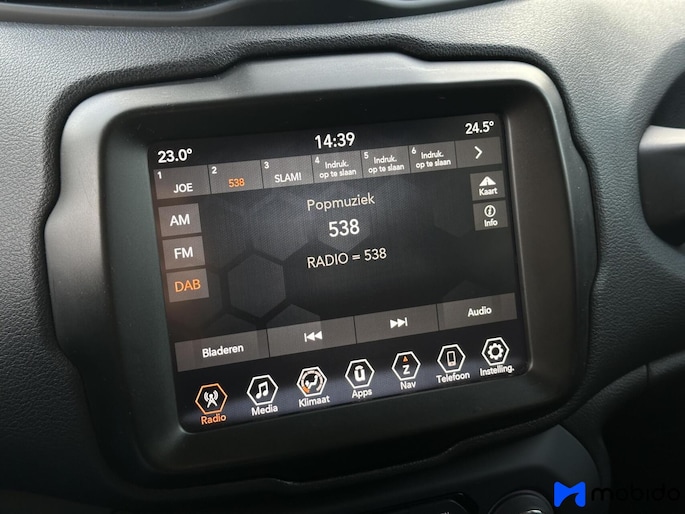 23.0° 14:39 24.5°
1 JOE 2 538 3 SLAM! 4 Indruk. op te slaan 5 Indruk. op te slaan 6 Indruk. op te slaan
Popmuziek
Kaart
AM
538
Info
FM
RADIO = 538
DAB
Bladeren
Audio
Radio Media Klimaat Apps Nav Telefoon Instelling.
Z
mobido